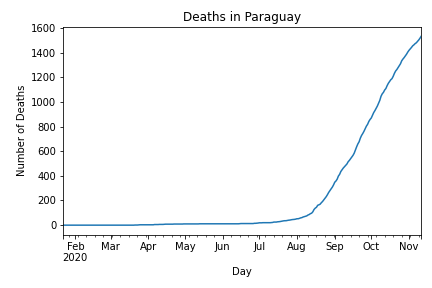 Deaths in Paraguay
Number of Deaths
1600
1400
1200
1000
800
600
400
200
0
Feb Mar Apr May Jun Jul Aug Sep Oct Nov
2020
Day